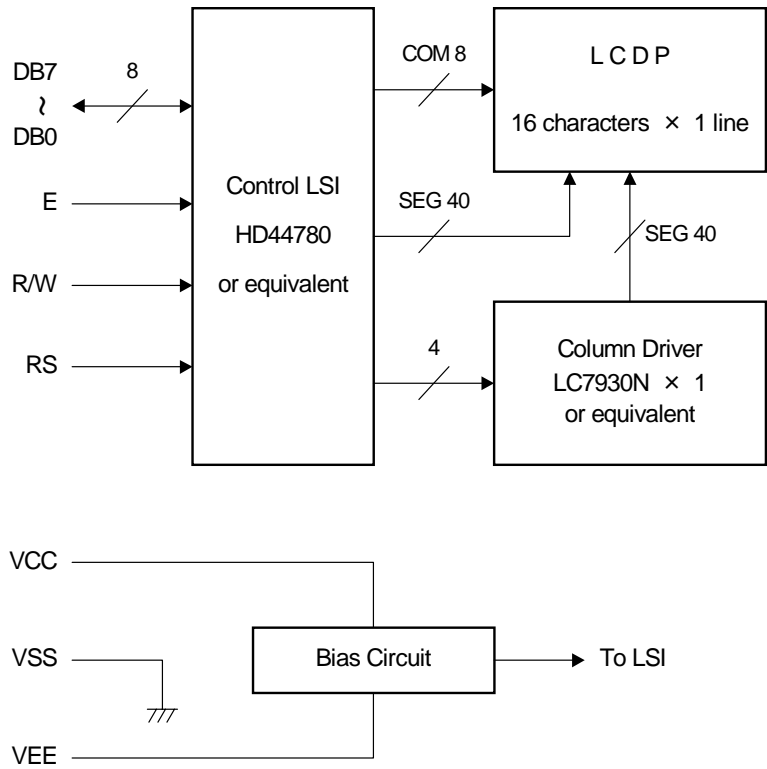 DB7
~
DB0
8
E
R/W
RS
Control LSI
HD44780
or equivalent
COM 8
SEG 40
4
L C D P
16 characters × 1 line
SEG 40
Column Driver
LC7930N × 1
or equivalent
VCC
VSS
VEE
Bias Circuit
To LSI